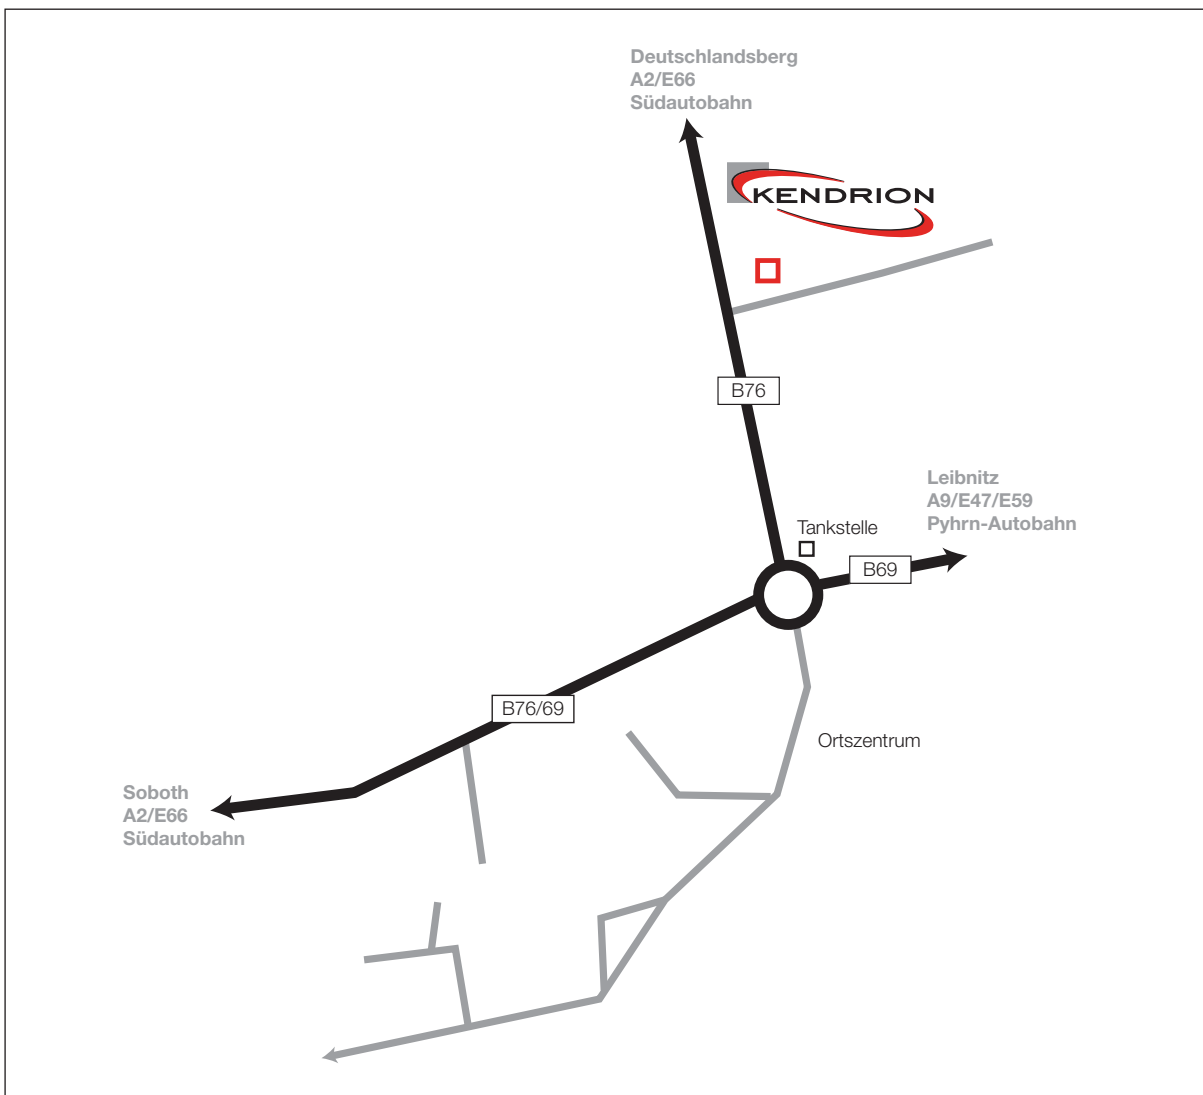 Deutschlandsberg
A2/E66
Südautobahn
KENDRION
B76
Leibnitz
A9/E47/E59
Pyhrn-Autobahn
Tankstelle
B69
B76/69
Ortszentrum
Soboth
A2/E66
Südautobahn